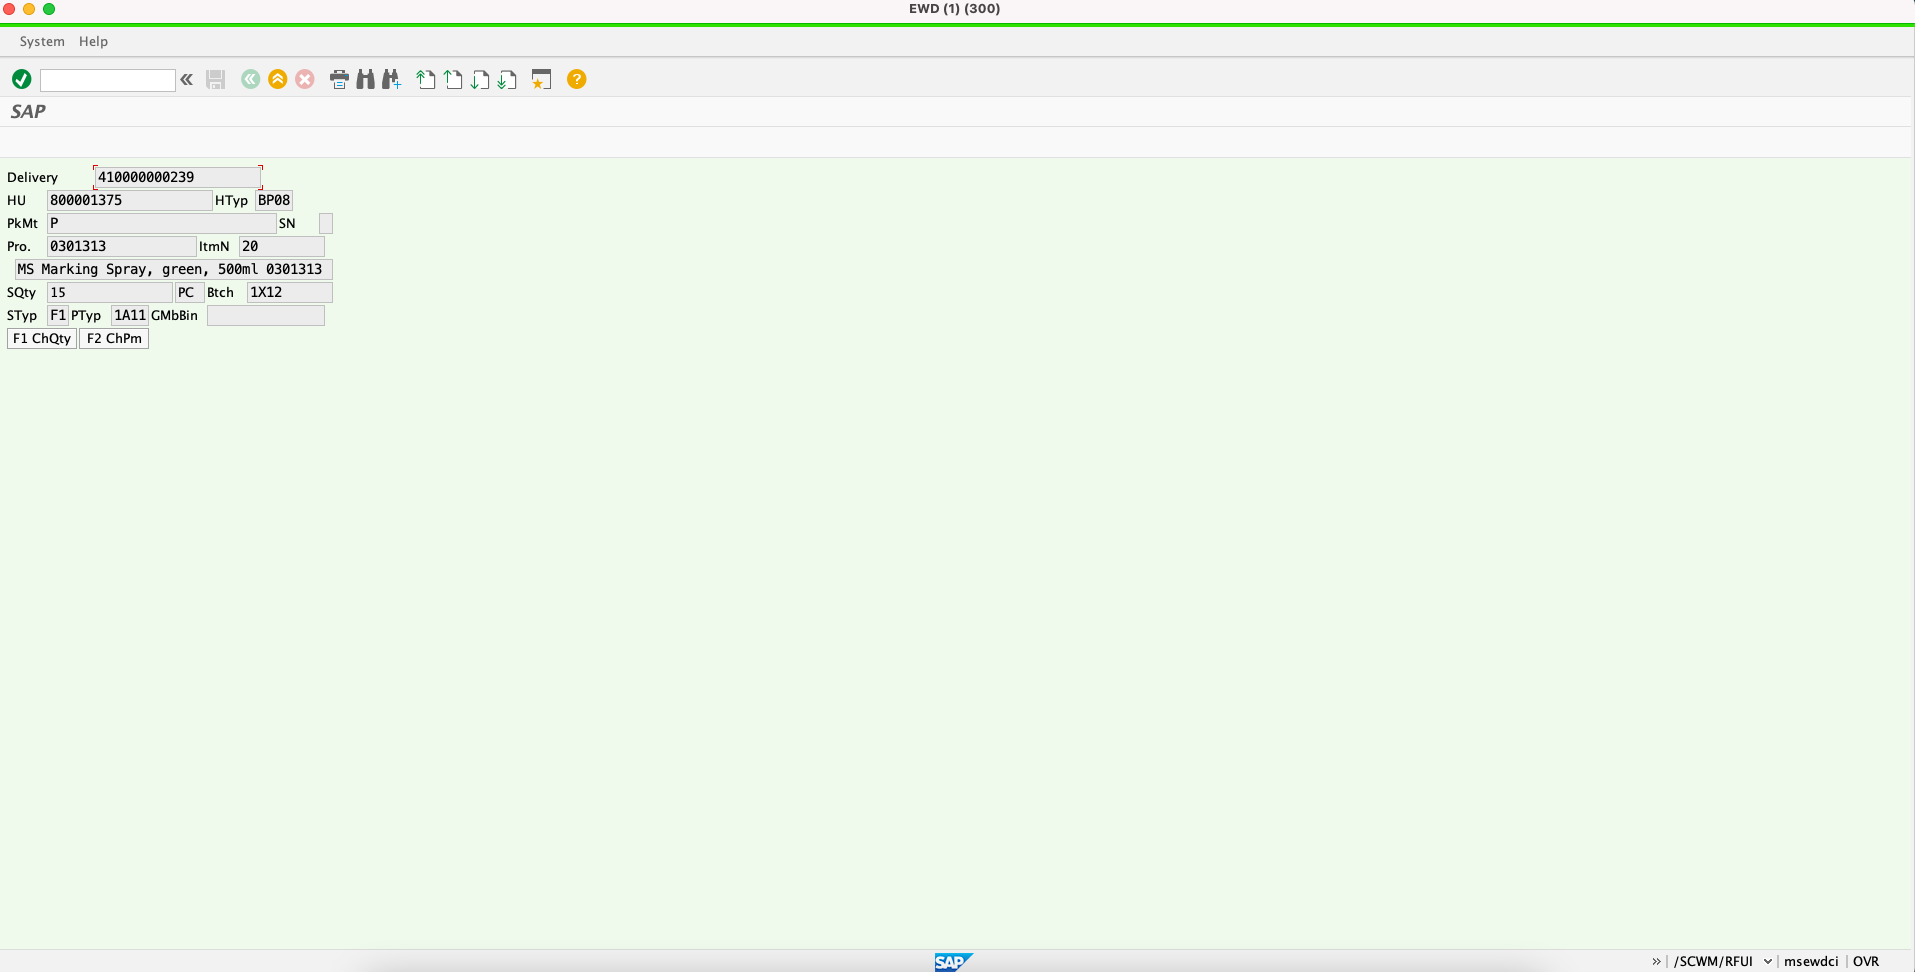 EWD (1) (300)
System Help
SAP
Delivery 410000000239
HU 800001375 HTyp BP08
PkMt P SN
Pro. 0301313 ItmN 20
MS Marking Spray, green, 500ml 0301313
SQty 15 PC Btch 1X12
STyp F1 PTyp 1A11 GMbBin
F1 ChQty F2 ChPm
SAP
» /SCWM/RFUI msewdci OVR